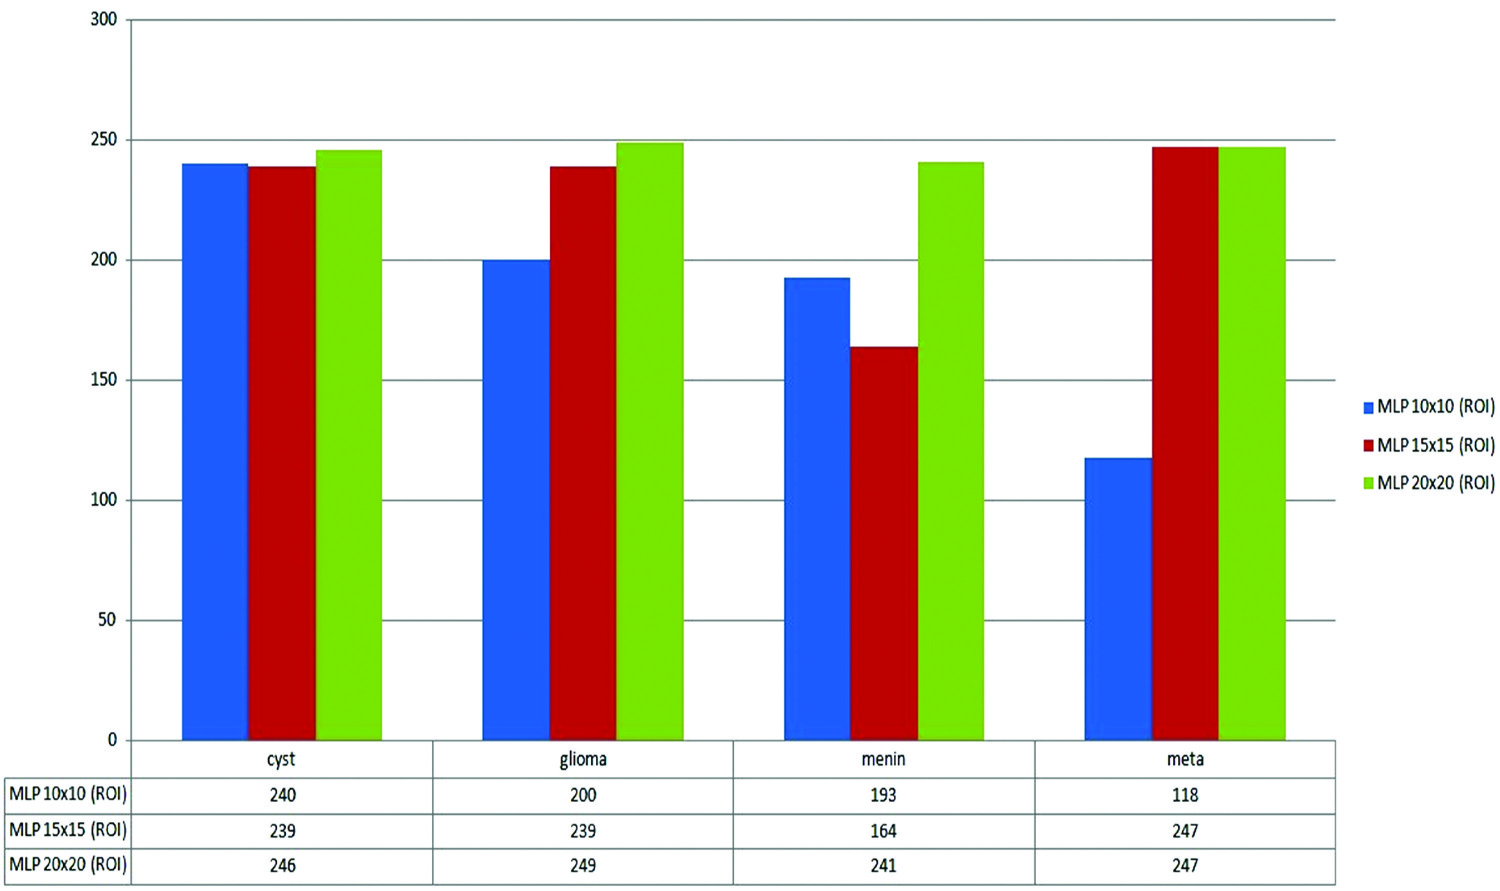 300
250
200
150
100
50
0
MLP 10x10 (ROI)
MLP 15x15 (ROI)
MLP 20x20 (ROI)
cyst glioma menin meta
MLP 10x10 (ROI) 240 200 193 118
MLP 15x15 (ROI) 239 239 164 247
MLP 20x20 (ROI) 246 249 241 247